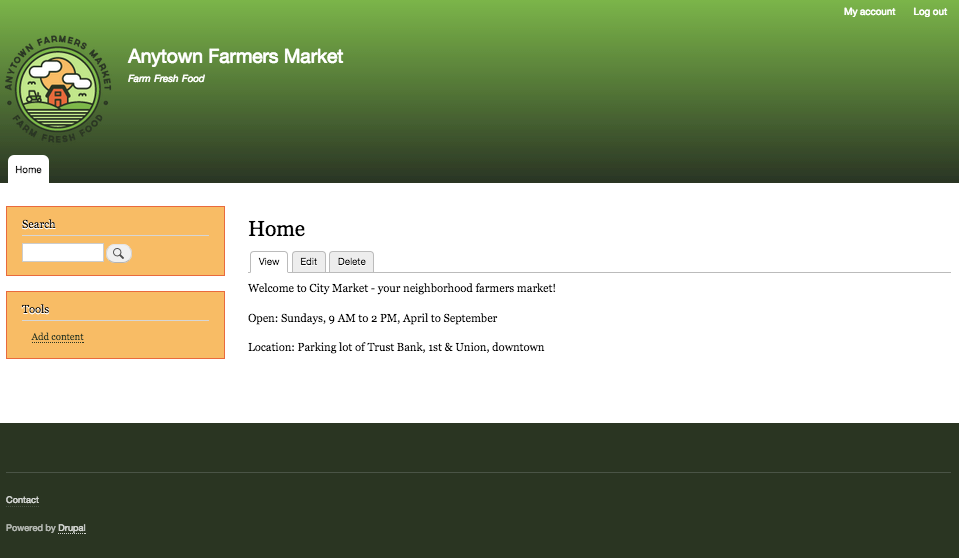 My account Log out
ANYTOWN FARMERS MARKET
FARM FRESH FOOD
Anytown Farmers Market
Farm Fresh Food
Home
Search
Tools
Add content
Home
View Edit Delete
Welcome to City Market - your neighborhood farmers market!
Open: Sundays, 9 AM to 2 PM, April to September
Location: Parking lot of Trust Bank, 1st & Union, downtown
Contact
Powered by Drupal